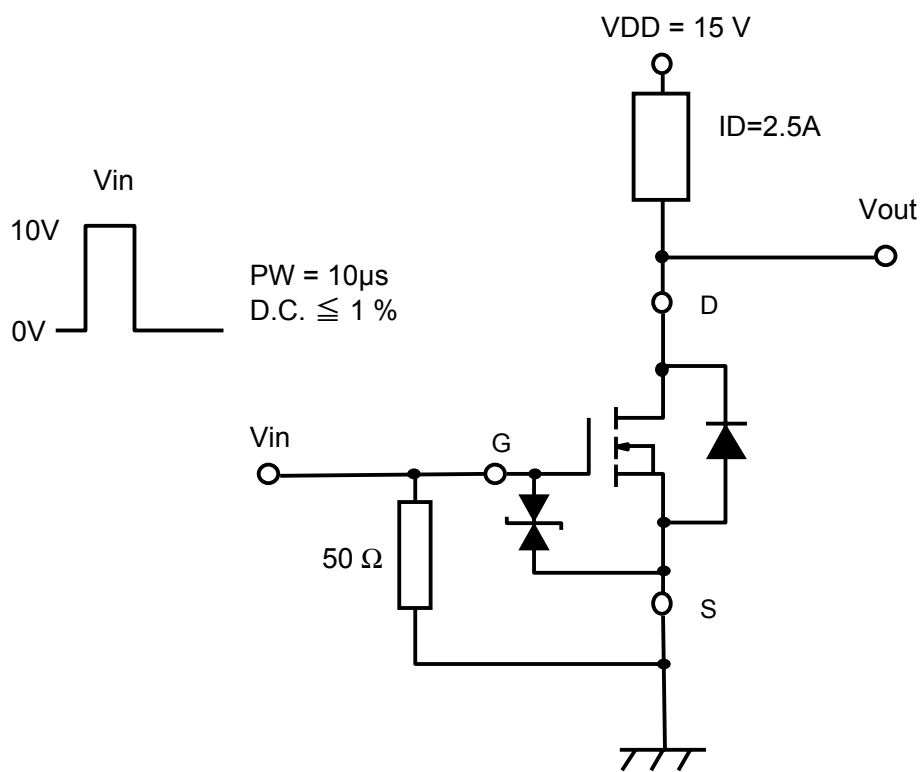 VDD = 15 V
ID=2.5A
Vin
Vout
10V
PW = 10µs
D.C. ≦ 1 %
0V
D
Vin
G
50 Ω
S